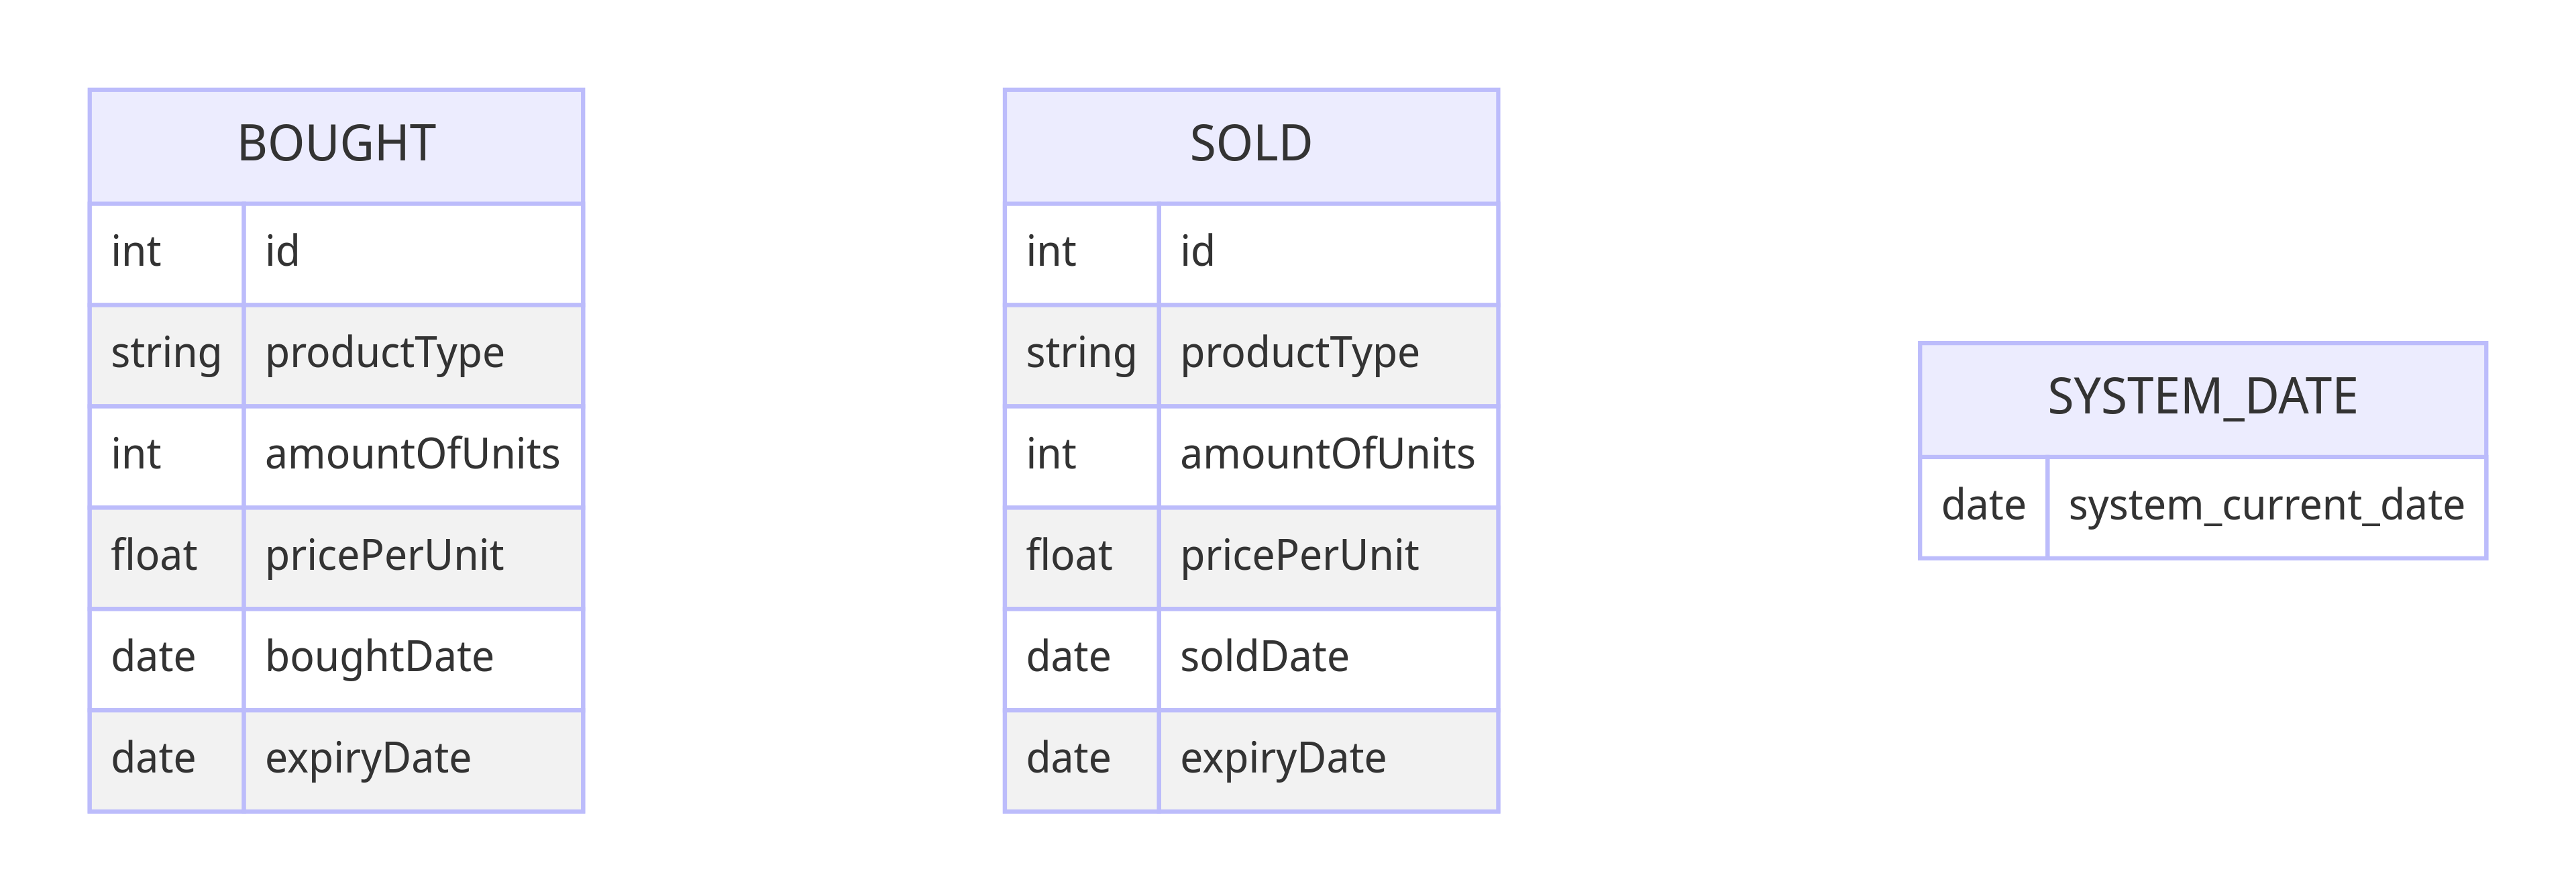 BOUGHT
int id
string productType
int amountOfUnits
float pricePerUnit
date boughtDate
date expiryDate
SOLD
int id
string productType
int amountOfUnits
float pricePerUnit
date soldDate
date expiryDate
SYSTEM_DATE
date system_current_date